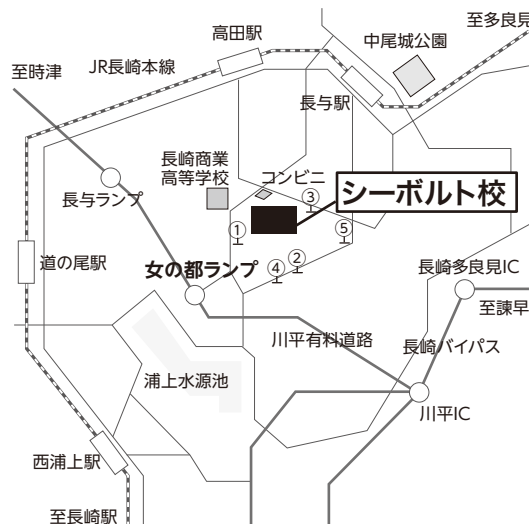 至多良見
高田駅
中尾城公園
JR長崎本線
至時津
長与駅
長崎商業
高等学校
コンビニ
シーボルト校
③
長与ランプ
①
⑤
道の尾駅
女の都ランプ
④
②
長崎多良見IC
至諫早
川平有料道路
長崎バイパス
浦上水源池
川平IC
西浦上駅
至長崎駅